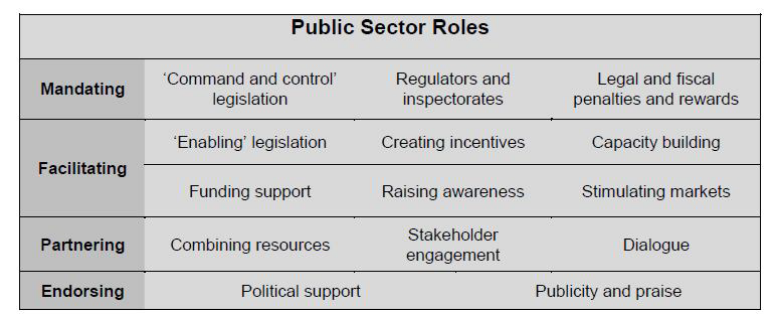 Public Sector Roles
Mandating
‘Command and control’
legislation
Regulators and
inspectorates
Legal and fiscal
penalties and rewards
Facilitating
‘Enabling’ legislation
Creating incentives
Capacity building
Funding support
Raising awareness
Stimulating markets
Partnering
Combining resources
Stakeholder
engagement
Dialogue
Endorsing
Political support
Publicity and praise